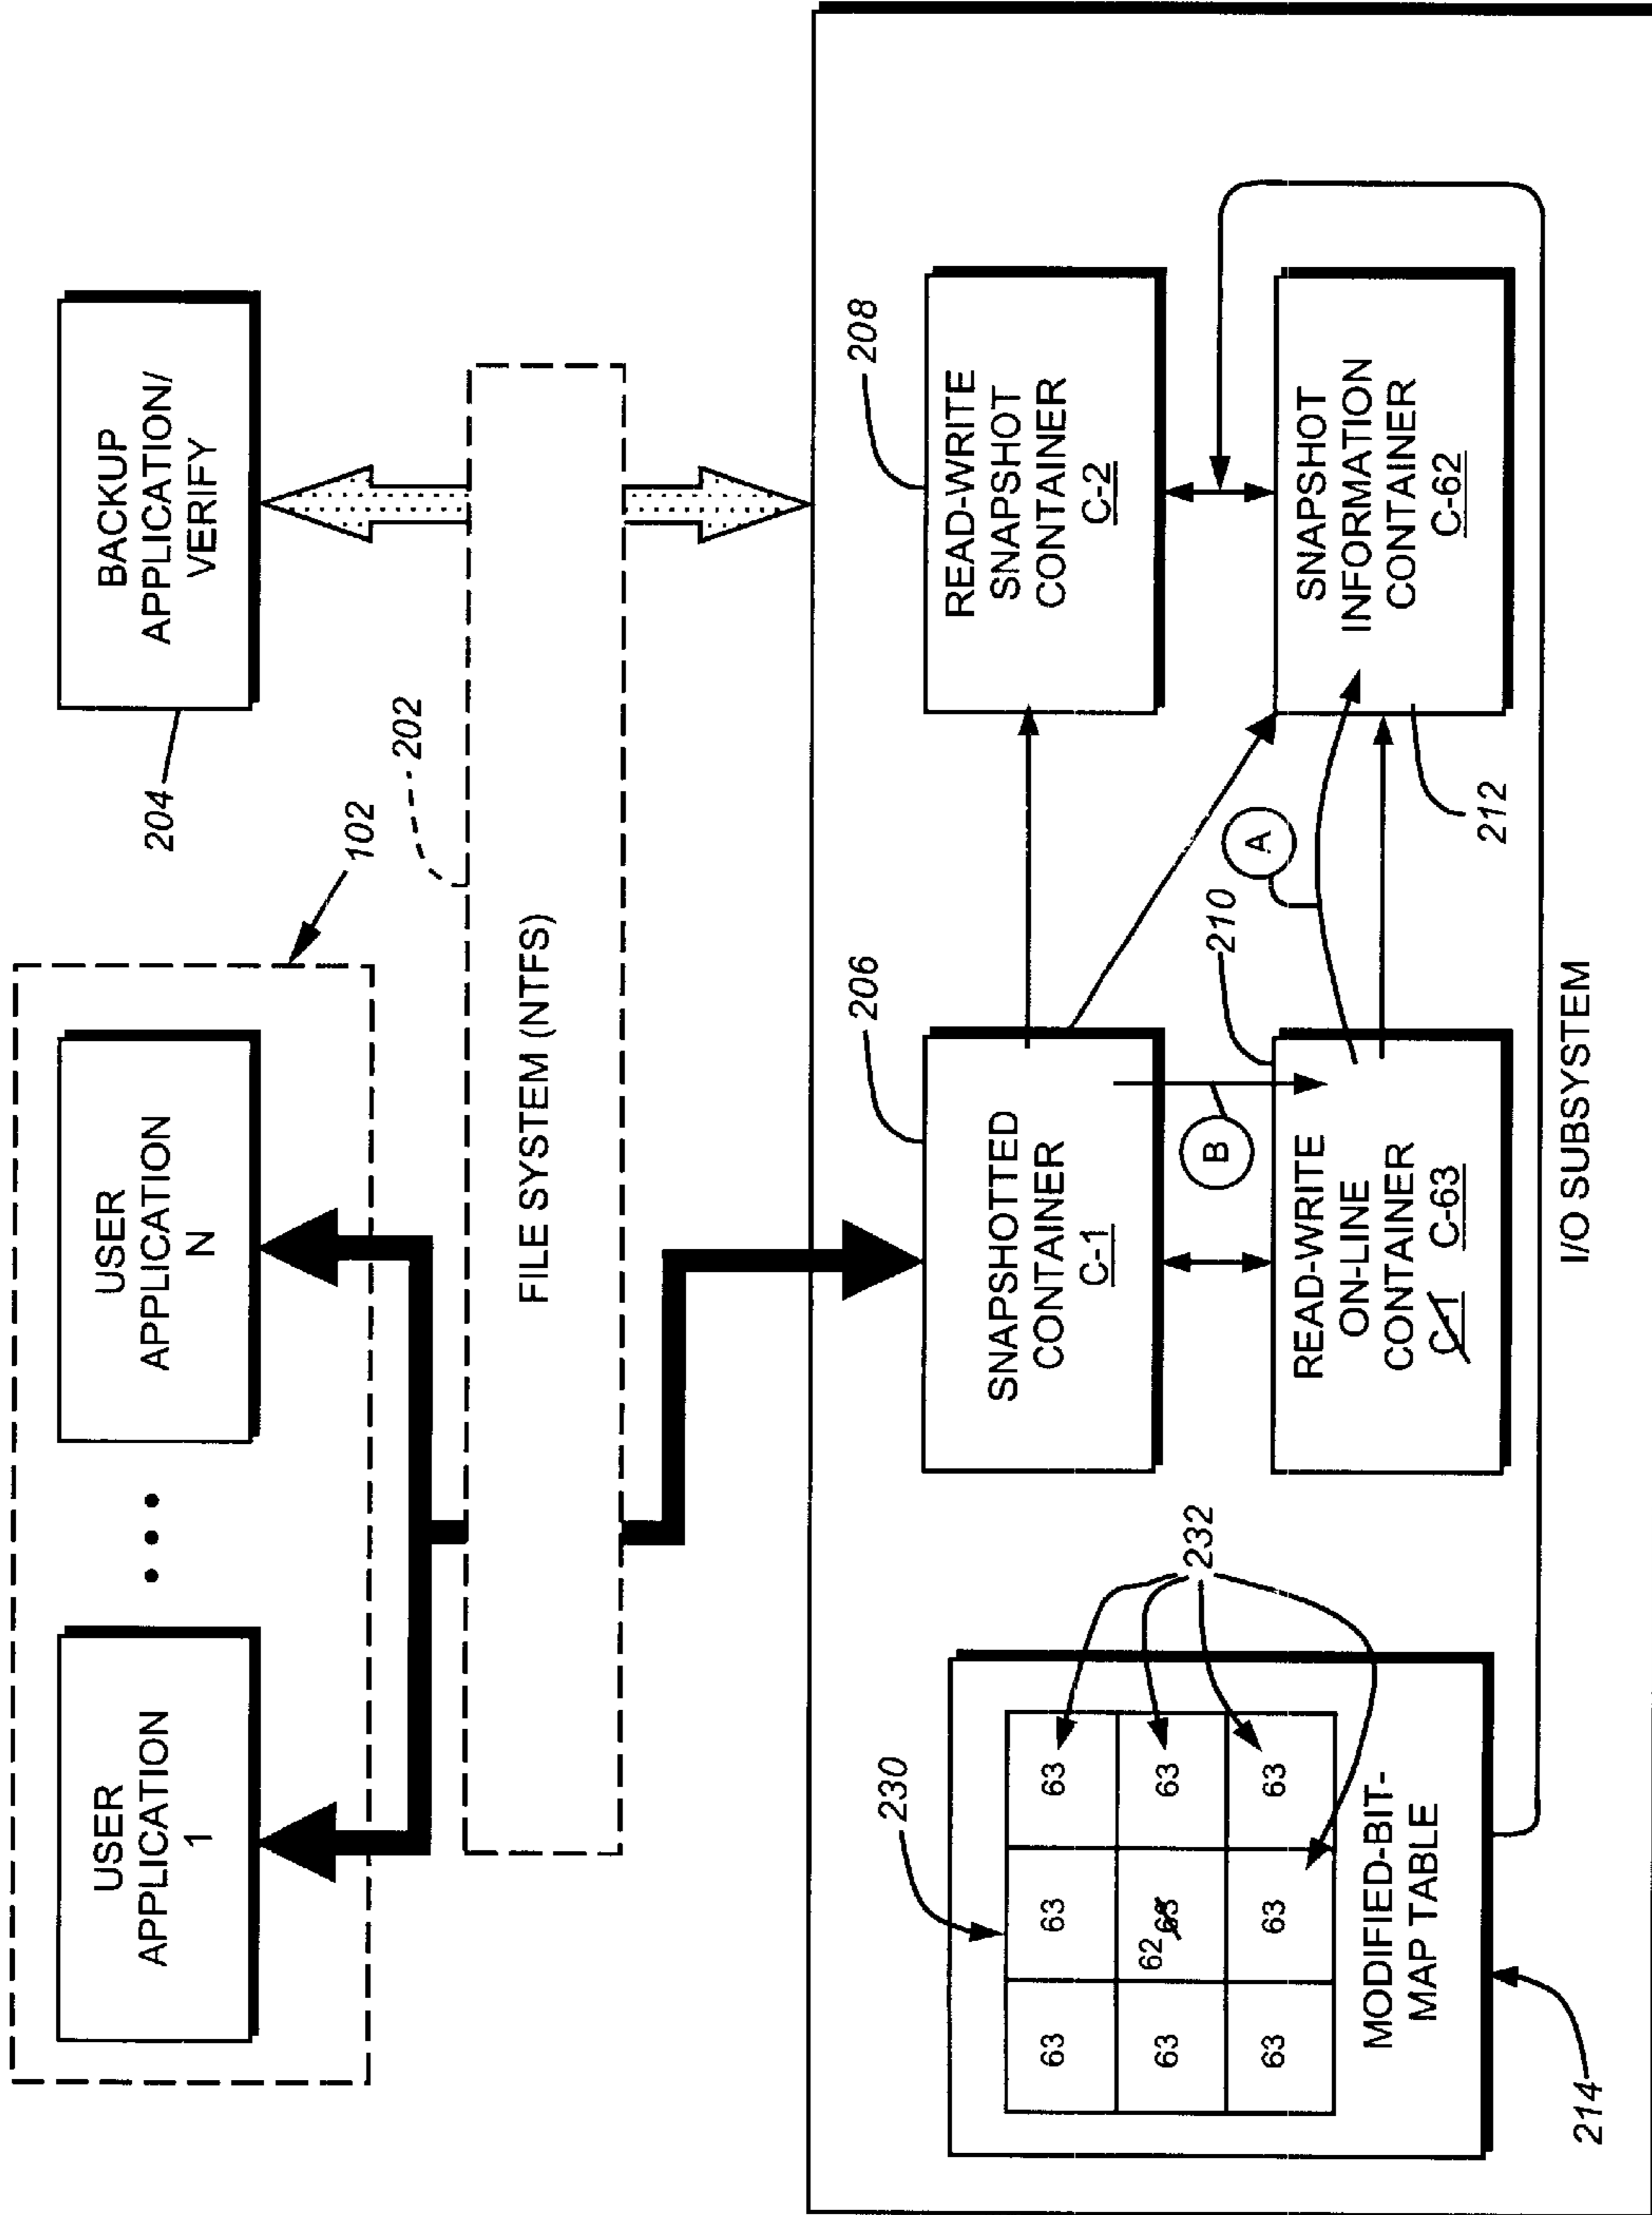 102
USER
APPLICATION
1
• • •
USER
APPLICATION
N
BACKUP
APPLICATION/
VERIFY
204
202
FILE SYSTEM (NTFS)
230
63 63 63
63 62 63 63
63 63 63
232
MODIFIED-BIT-
MAP TABLE
214
206
SNAPSHOTTED
CONTAINER
C-1
208
READ-WRITE
SNAPSHOT
CONTAINER
C-2
B
210
A
READ-WRITE
ON-LINE
CONTAINER
C-1 C-63
212
SNAPSHOT
INFORMATION
CONTAINER
C-62
I/O SUBSYSTEM